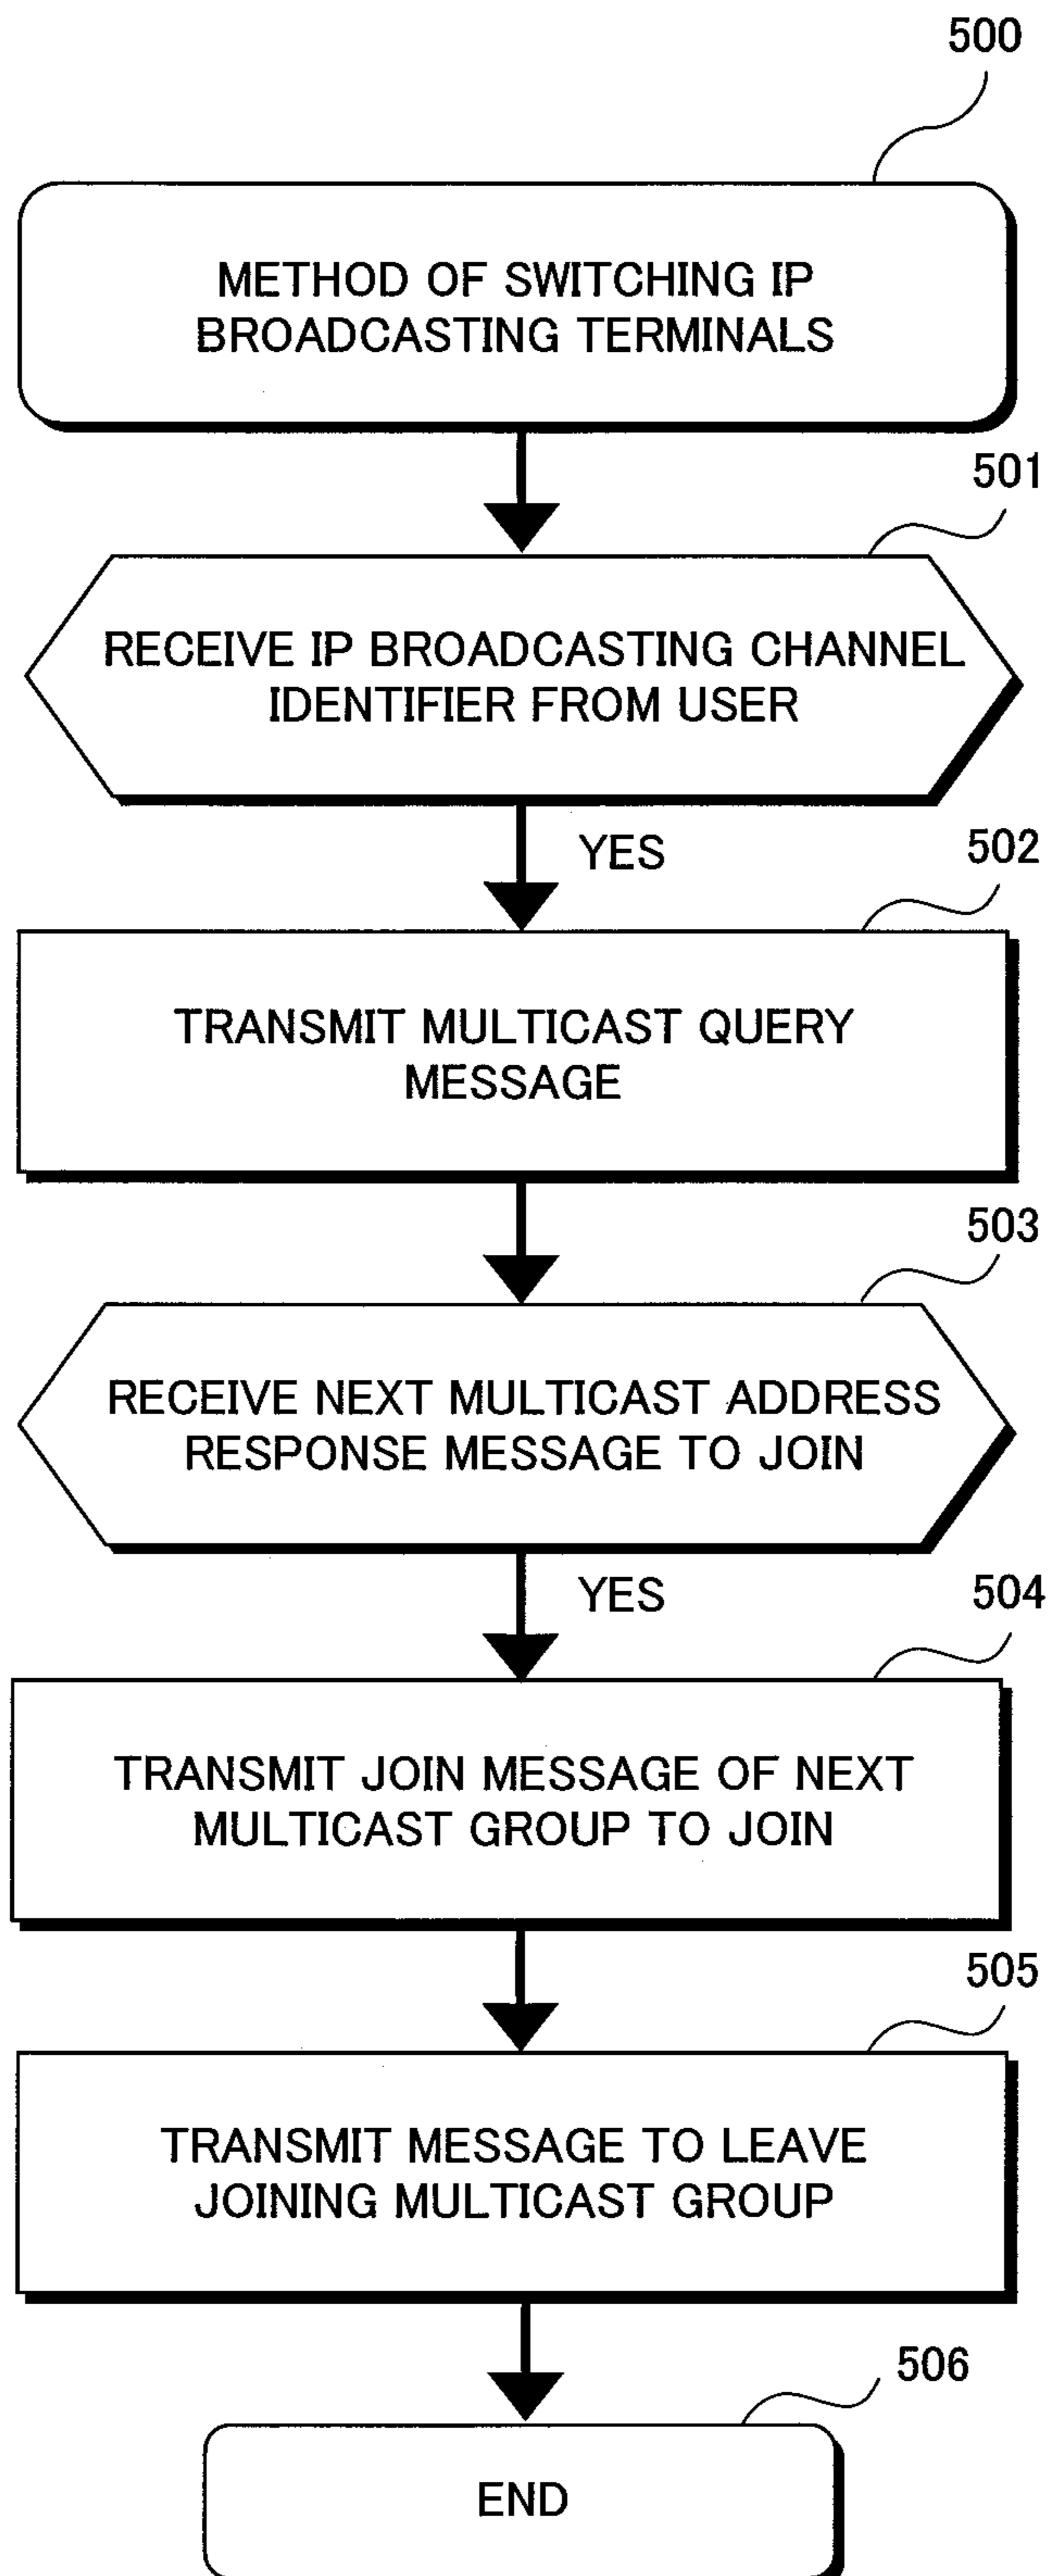 500
METHOD OF SWITCHING IP
BROADCASTING TERMINALS
501
RECEIVE IP BROADCASTING CHANNEL
IDENTIFIER FROM USER
YES
502
TRANSMIT MULTICAST QUERY
MESSAGE
503
RECEIVE NEXT MULTICAST ADDRESS
RESPONSE MESSAGE TO JOIN
YES
504
TRANSMIT JOIN MESSAGE OF NEXT
MULTICAST GROUP TO JOIN
505
TRANSMIT MESSAGE TO LEAVE
JOINING MULTICAST GROUP
506
END